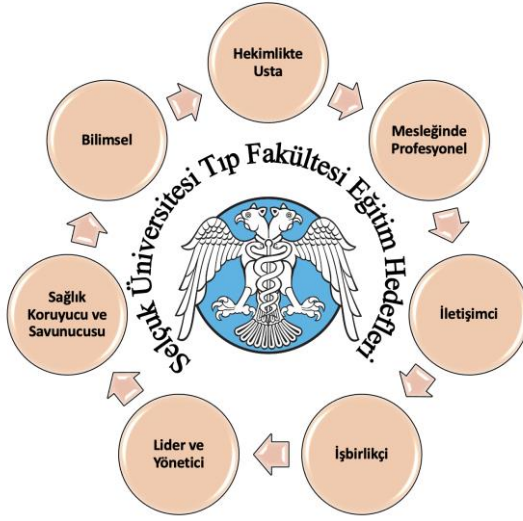 Hekimlikte
Usta
Mesleğinde
Profesyonel
İletişimci
İşbirlikçi
Lider ve
Yönetici
Sağlık
Koruyucu ve
Savunucusu
Bilimsel
Selçuk Üniversitesi Tıp Fakültesi Eğitim Hedefleri